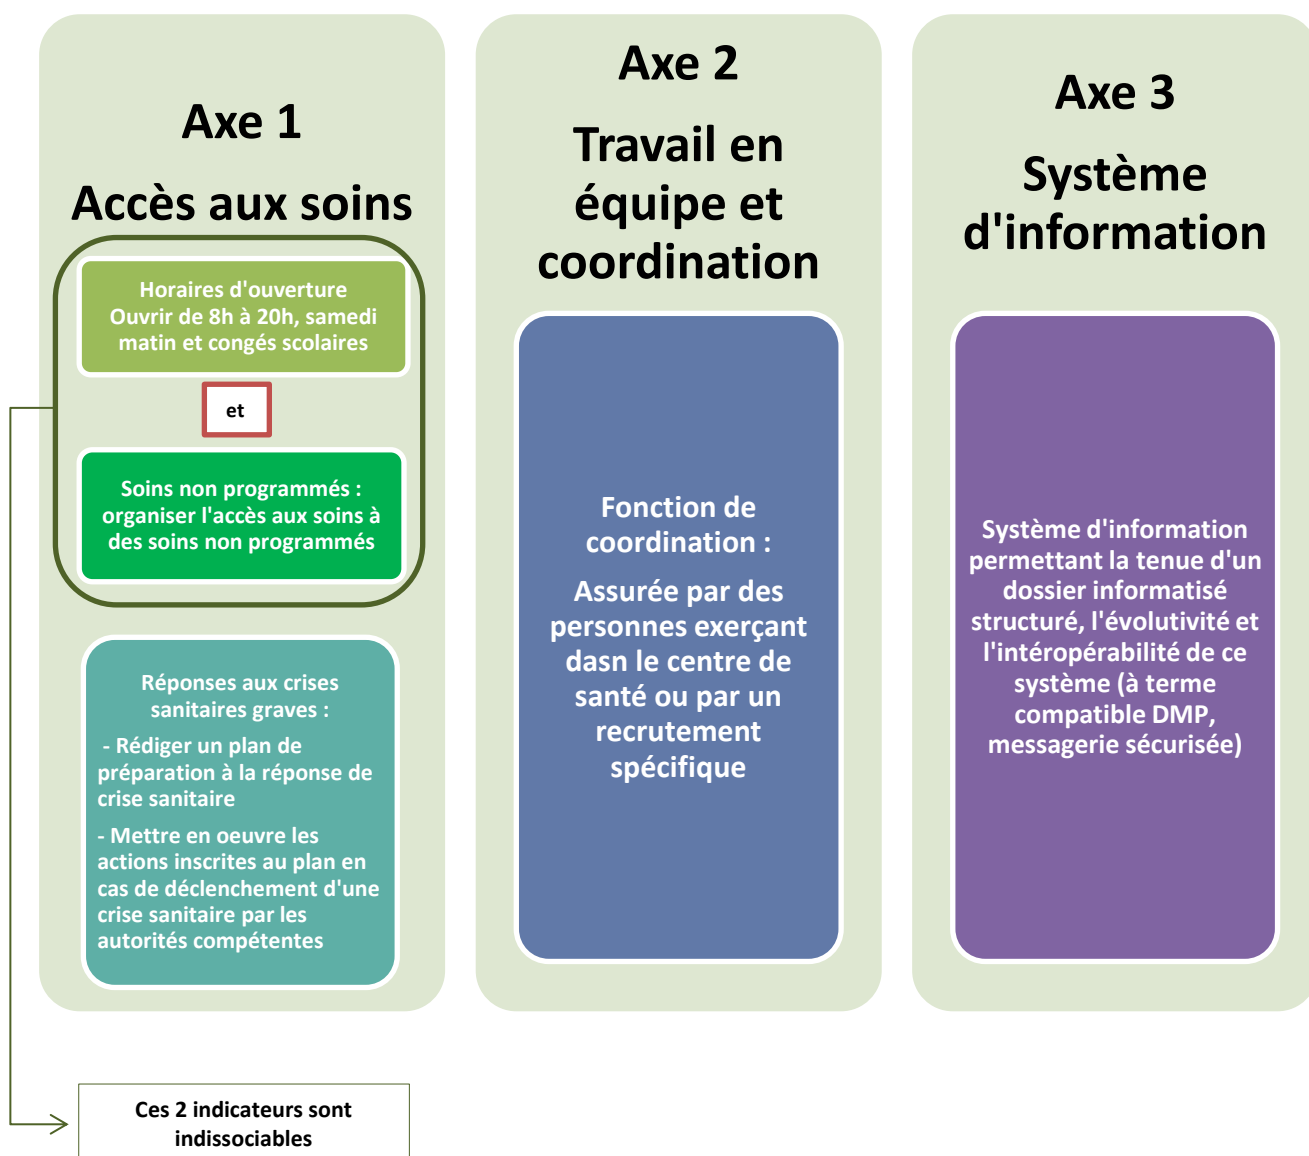 Axe 1
Accès aux soins
Horaires d'ouverture
Ouvrir de 8h à 20h, samedi
matin et congés scolaires
et
Soins non programmés :
organiser l'accès aux soins à
des soins non programmés
Réponses aux crises
sanitaires graves :
- Rédiger un plan de
préparation à la réponse de
crise sanitaire
- Mettre en oeuvre les
actions inscrites au plan en
cas de déclenchement d'une
crise sanitaire par les
autorités compétentes
Ces 2 indicateurs sont
indissociables
Axe 2
Travail en
équipe et
coordination
Fonction de
coordination :
Assurée par des
personnes exerçant
dasn le centre de
santé ou par un
recrutement
spécifique
Axe 3
Système
d'information
Système d'information
permettant la tenue d'un
dossier informatisé
structuré, l'évolutivité et
l'intéropérabilité de ce
système (à terme
compatible DMP,
messagerie sécurisée)